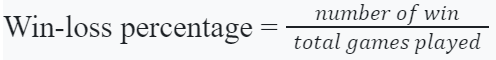 Win-loss percentage = number of win / total games played